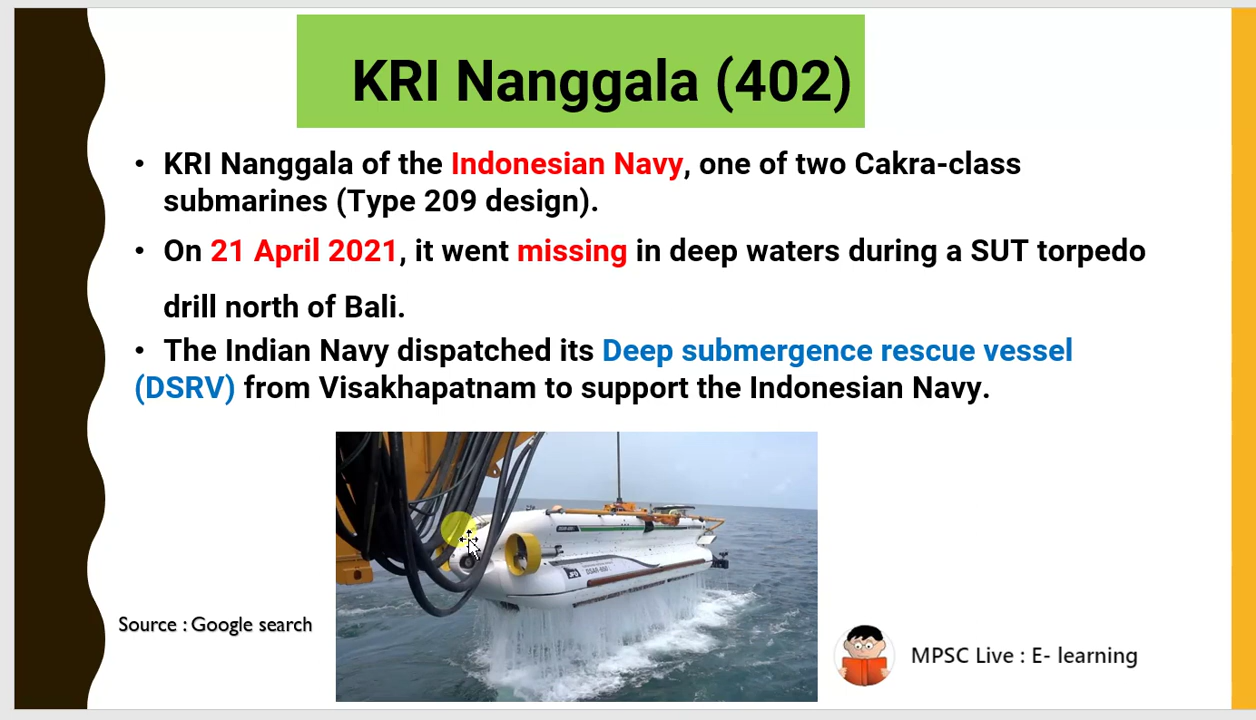 KRI Nanggala (402)
• KRI Nanggala of the Indonesian Navy, one of two Cakra-class
submarines (Type 209 design).
• On 21 April 2021, it went missing in deep waters during a SUT torpedo
drill north of Bali.
• The Indian Navy dispatched its Deep submergence rescue vessel
(DSRV) from Visakhapatnam to support the Indonesian Navy.
Source : Google search
MPSC Live : E- learning